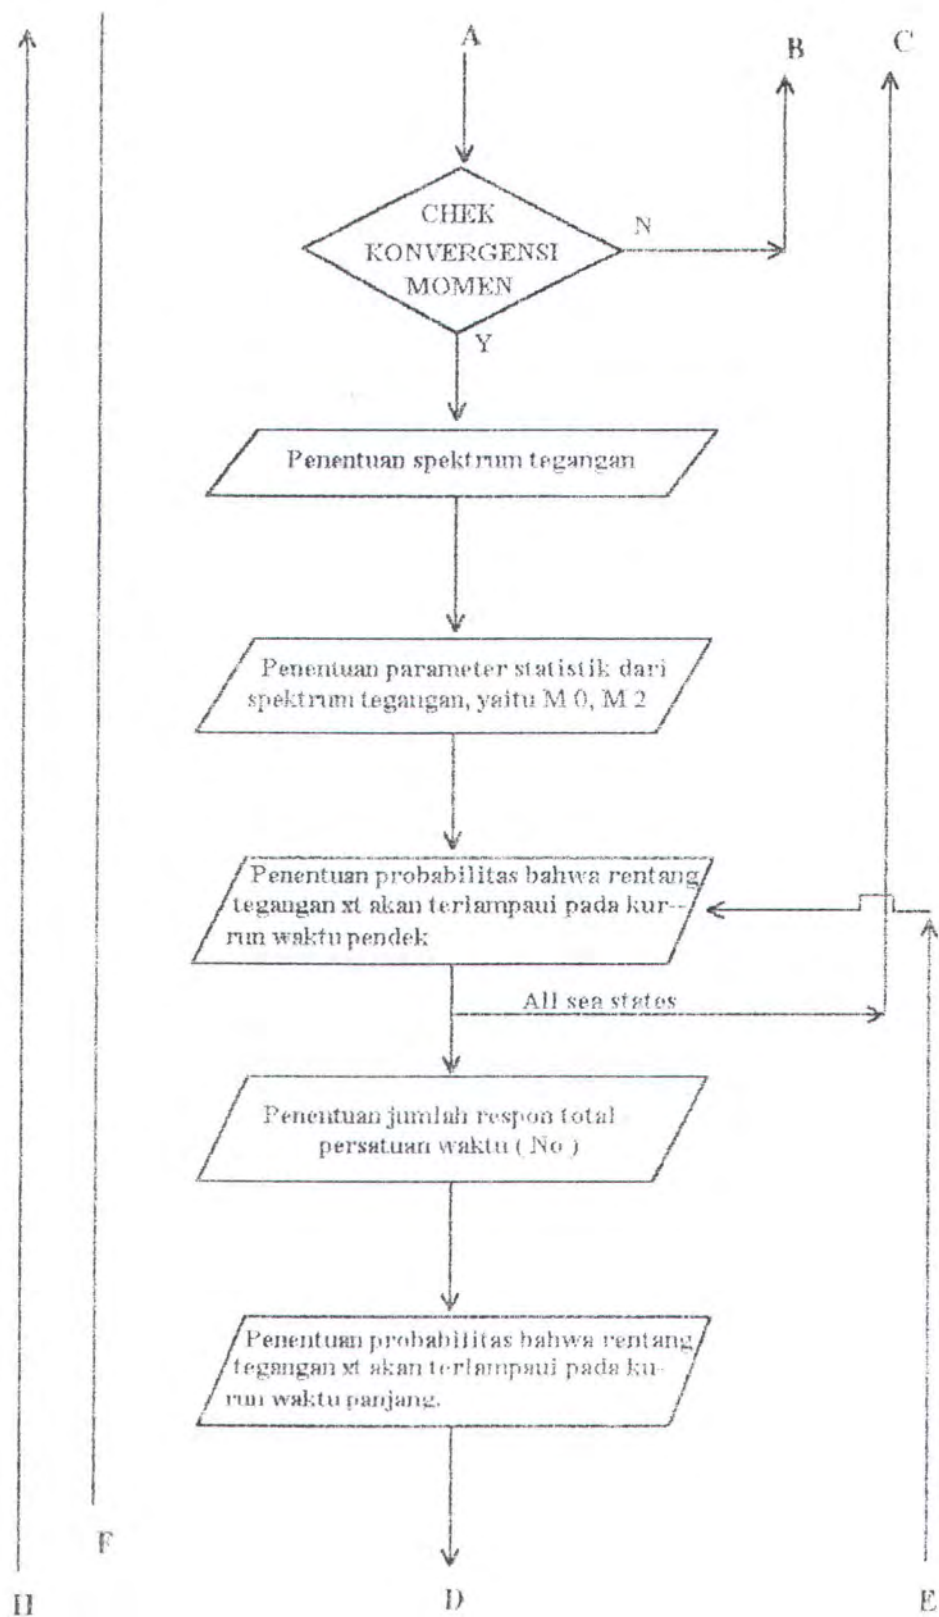 A
B
C
CHEK
KONVERGENSI
MOMEN
N
Y
Penentuan spektrum tegangan
Penentuan parameter statistik dari
spektrum tegangan, yaitu M 0, M 2
Penentuan probabilitas bahwa rentang
tegangan xt akan terlampaui pada kur--
run waktu pendek
All sea states
Penentuan jumlah respon total
persatuan waktu ( No )
Penentuan probabilitas bahwa rentang
tegangan xt akan terlampaui pada ku-
run waktu panjang.
F
H
D
E